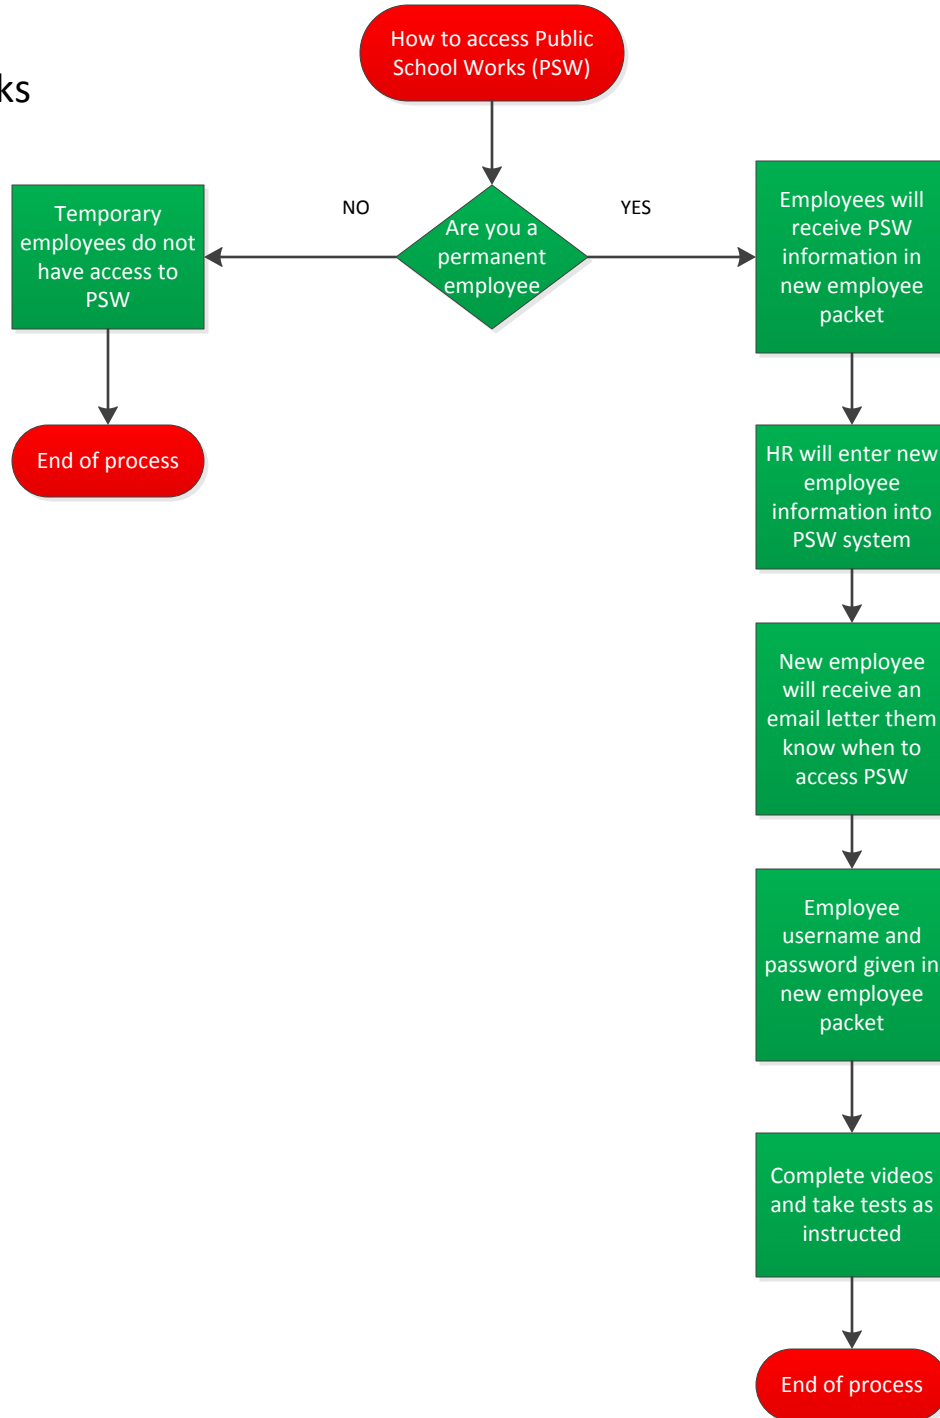 How to access Public
School Works (PSW)
ks
NO
YES
Are you a
permanent
employee
Temporary
employees do not
have access to
PSW
End of process
Employees will
receive PSW
information in
new employee
packet
HR will enter new
employee
information into
PSW system
New employee
will receive an
email letter them
know when to
access PSW
Employee
username and
password given in
new employee
packet
Complete videos
and take tests as
instructed
End of process